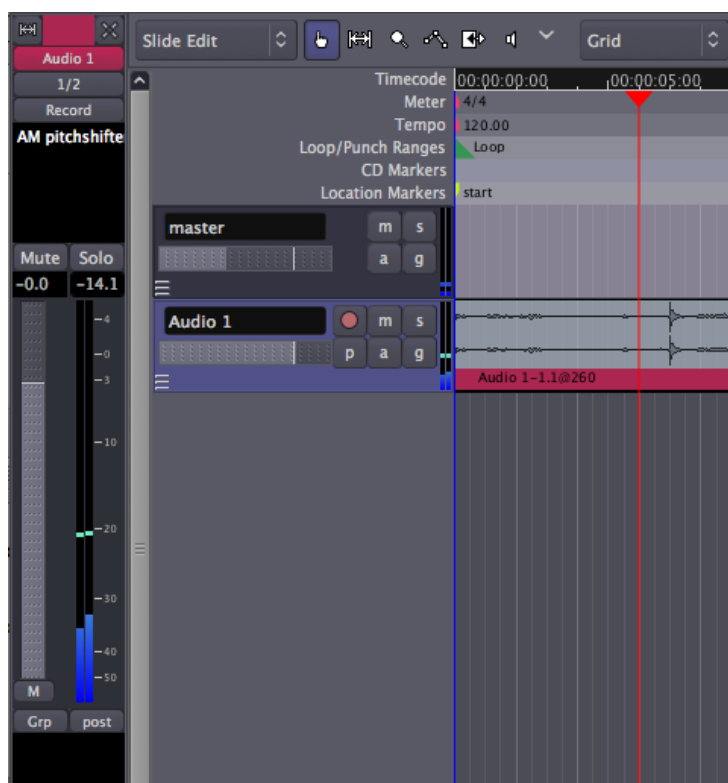 Slide Edit
Grid
Audio 1
1/2
Record
AM pitchshifte
Mute Solo
-0.0 -14.1
-4
-0
-3
-10
-20
-30
-40
-50
M
Grp post
Timecode 00:00:00:00 00:00:05:00
Meter 4/4
Tempo 120.00
Loop/Punch Ranges Loop
CD Markers
Location Markers start
master m s
a g
Audio 1 m s
p a g
Audio 1-1.1@260